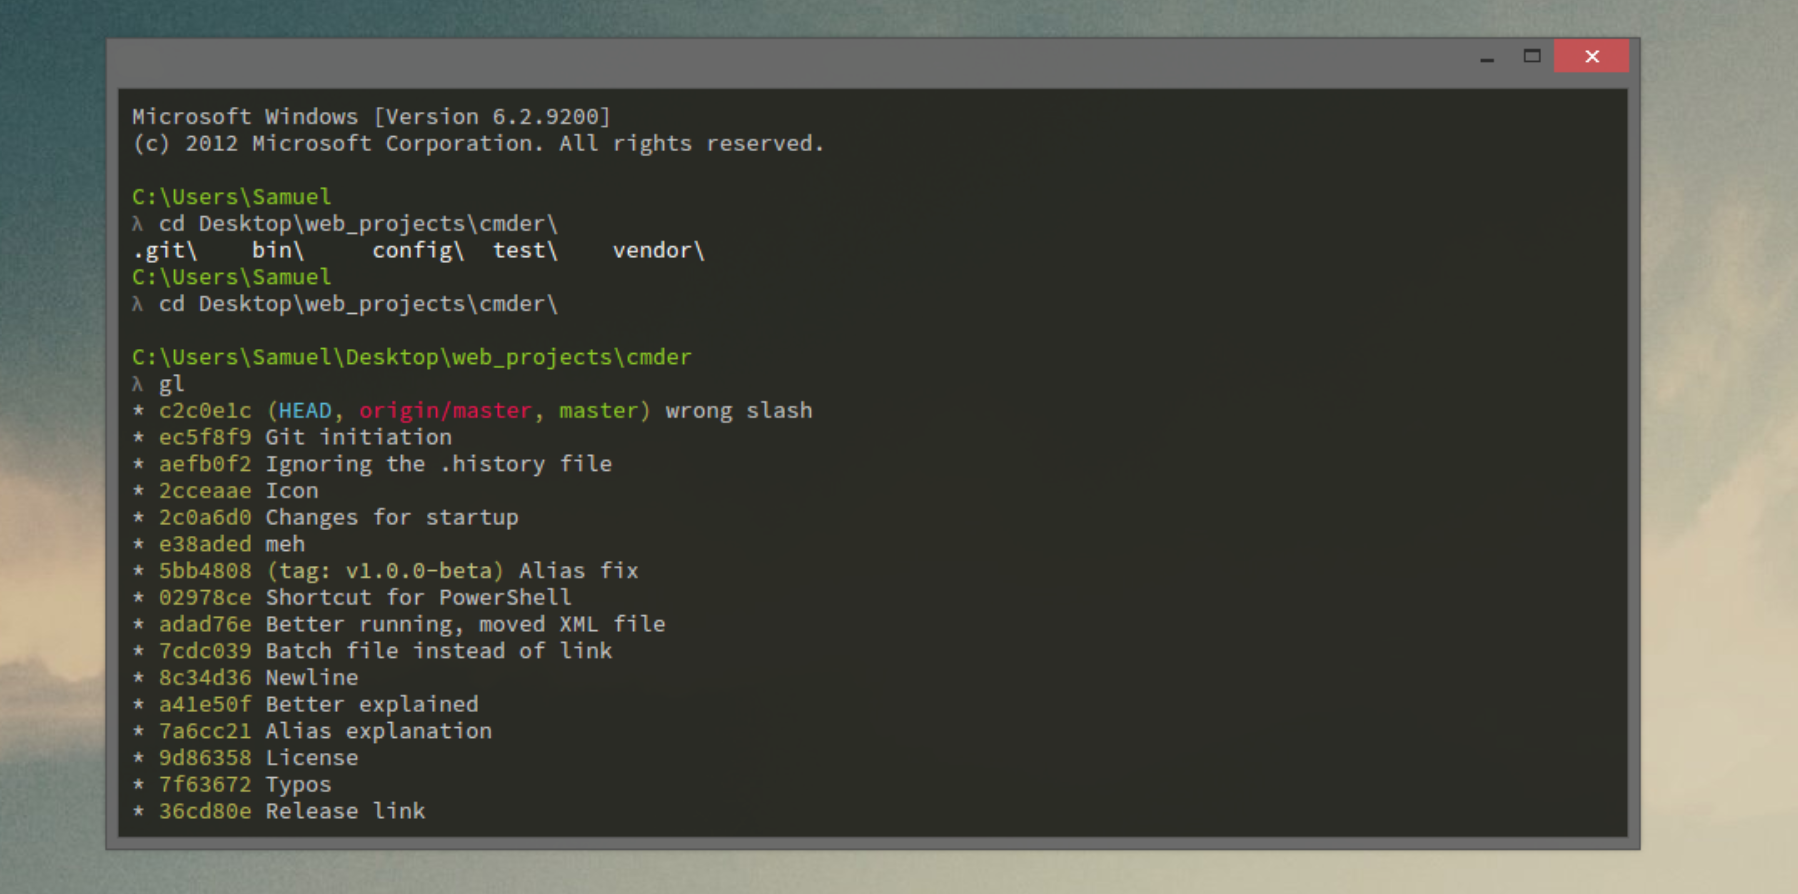 Microsoft Windows [Version 6.2.9200]
(c) 2012 Microsoft Corporation. All rights reserved.
C:\Users\Samuel
λ cd Desktop\web_projects\cmder\
.git\    bin\     config\  test\    vendor\
C:\Users\Samuel
λ cd Desktop\web_projects\cmder\
C:\Users\Samuel\Desktop\web_projects\cmder
λ gl
* c2c0e1c (HEAD, origin/master, master) wrong slash
* ec5f8f9 Git initiation
* aefb0f2 Ignoring the .history file
* 2cceaae Icon
* 2c0a6d0 Changes for startup
* e38aded meh
* 5bb4808 (tag: v1.0.0-beta) Alias fix
* 02978ce Shortcut for PowerShell
* adad76e Better running, moved XML file
* 7cdc039 Batch file instead of link
* 8c34d36 Newline
* a41e50f Better explained
* 7a6cc21 Alias explanation
* 9d86358 License
* 7f63672 Typos
* 36cd80e Release link